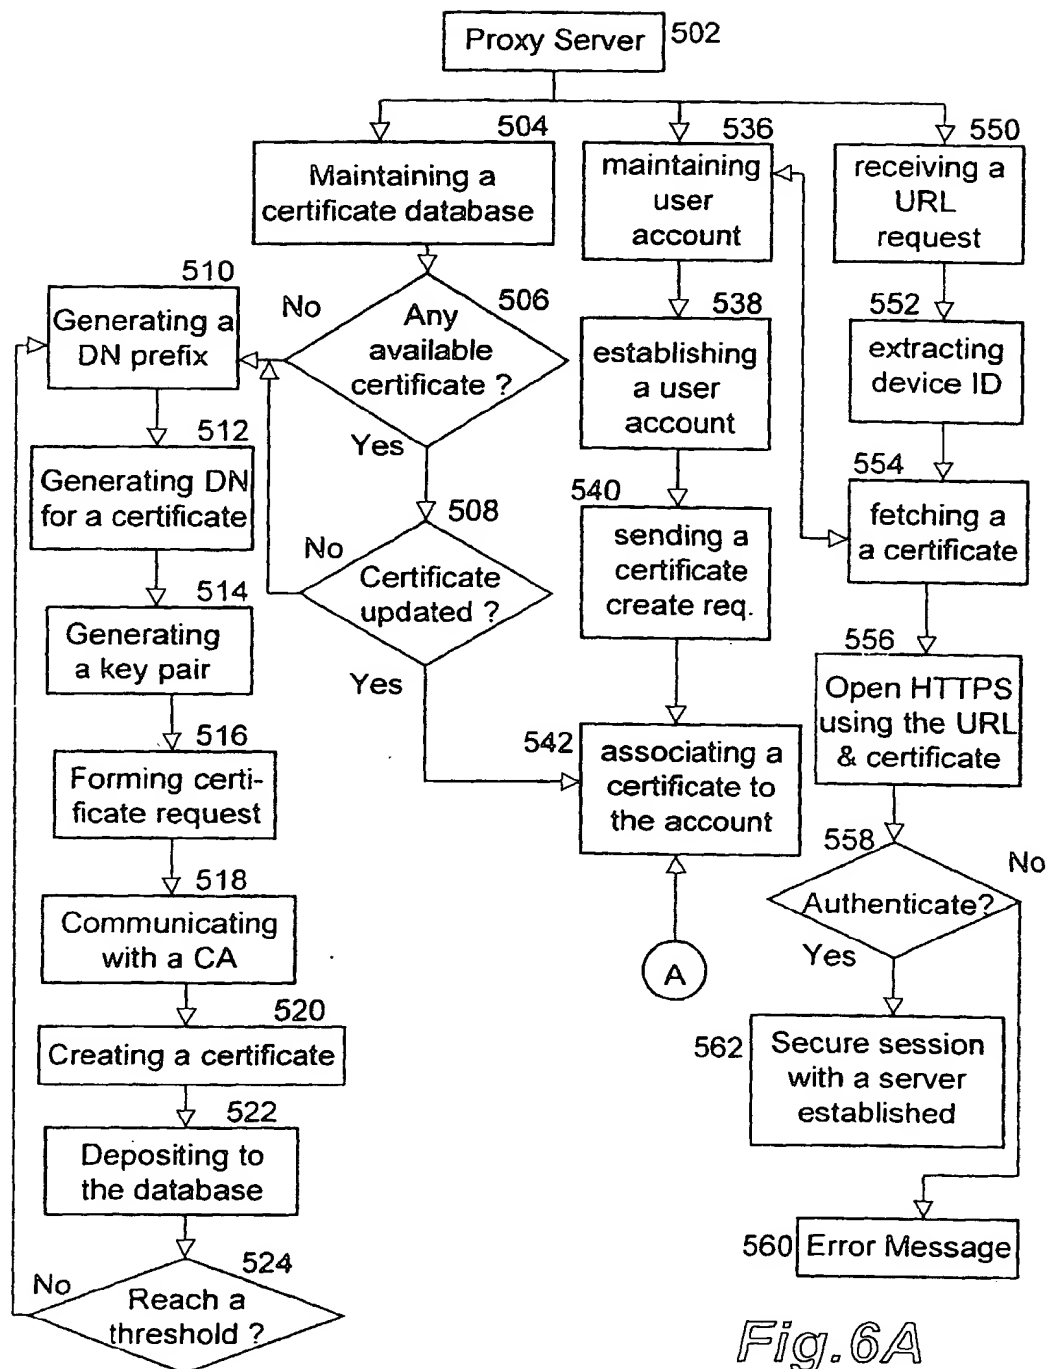 Proxy Server
502
504
Maintaining a
certificate database
536
maintaining
user
account
550
receiving a
URL
request
510
Generating a
DN prefix
No
506
Any
available
certificate ?
Yes
538
establishing
a user
account
552
extracting
device ID
512
Generating DN
for a certificate
508
No
Certificate
updated ?
Yes
540
sending a
certificate
create req.
554
fetching a
a certificate
514
Generating
a key pair
516
Forming certi-
ficate request
542
associating a
certificate to
the account
A
556
Open HTTPS
using the URL
& certificate
518
Communicating
with a CA
558
No
Authenticate?
Yes
520
Creating a certificate
562
Secure session
with a server
established
522
Depositing to
the database
560
Error Message
524
No
Reach a
threshold ?
Fig.6A